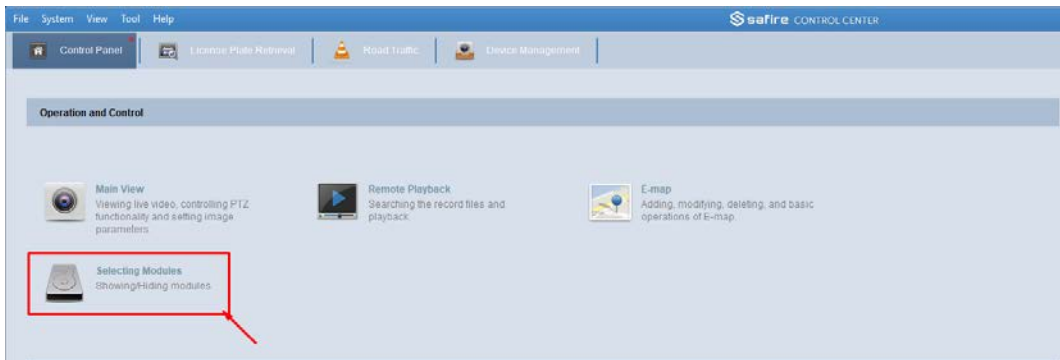 File System View Tool Help
Safire CONTROL CENTER
Control Panel
License Plate Retrieval
Road Traffic
Device Management
Operation and Control
Main View
Viewing live video, controlling PTZ
functionality and setting image
parameters.
Remote Playback
Searching the record files and
playback.
E-map
Adding, modifying, deleting, and basic
operations of E-map.
Selecting Modules
Showing/Hiding modules